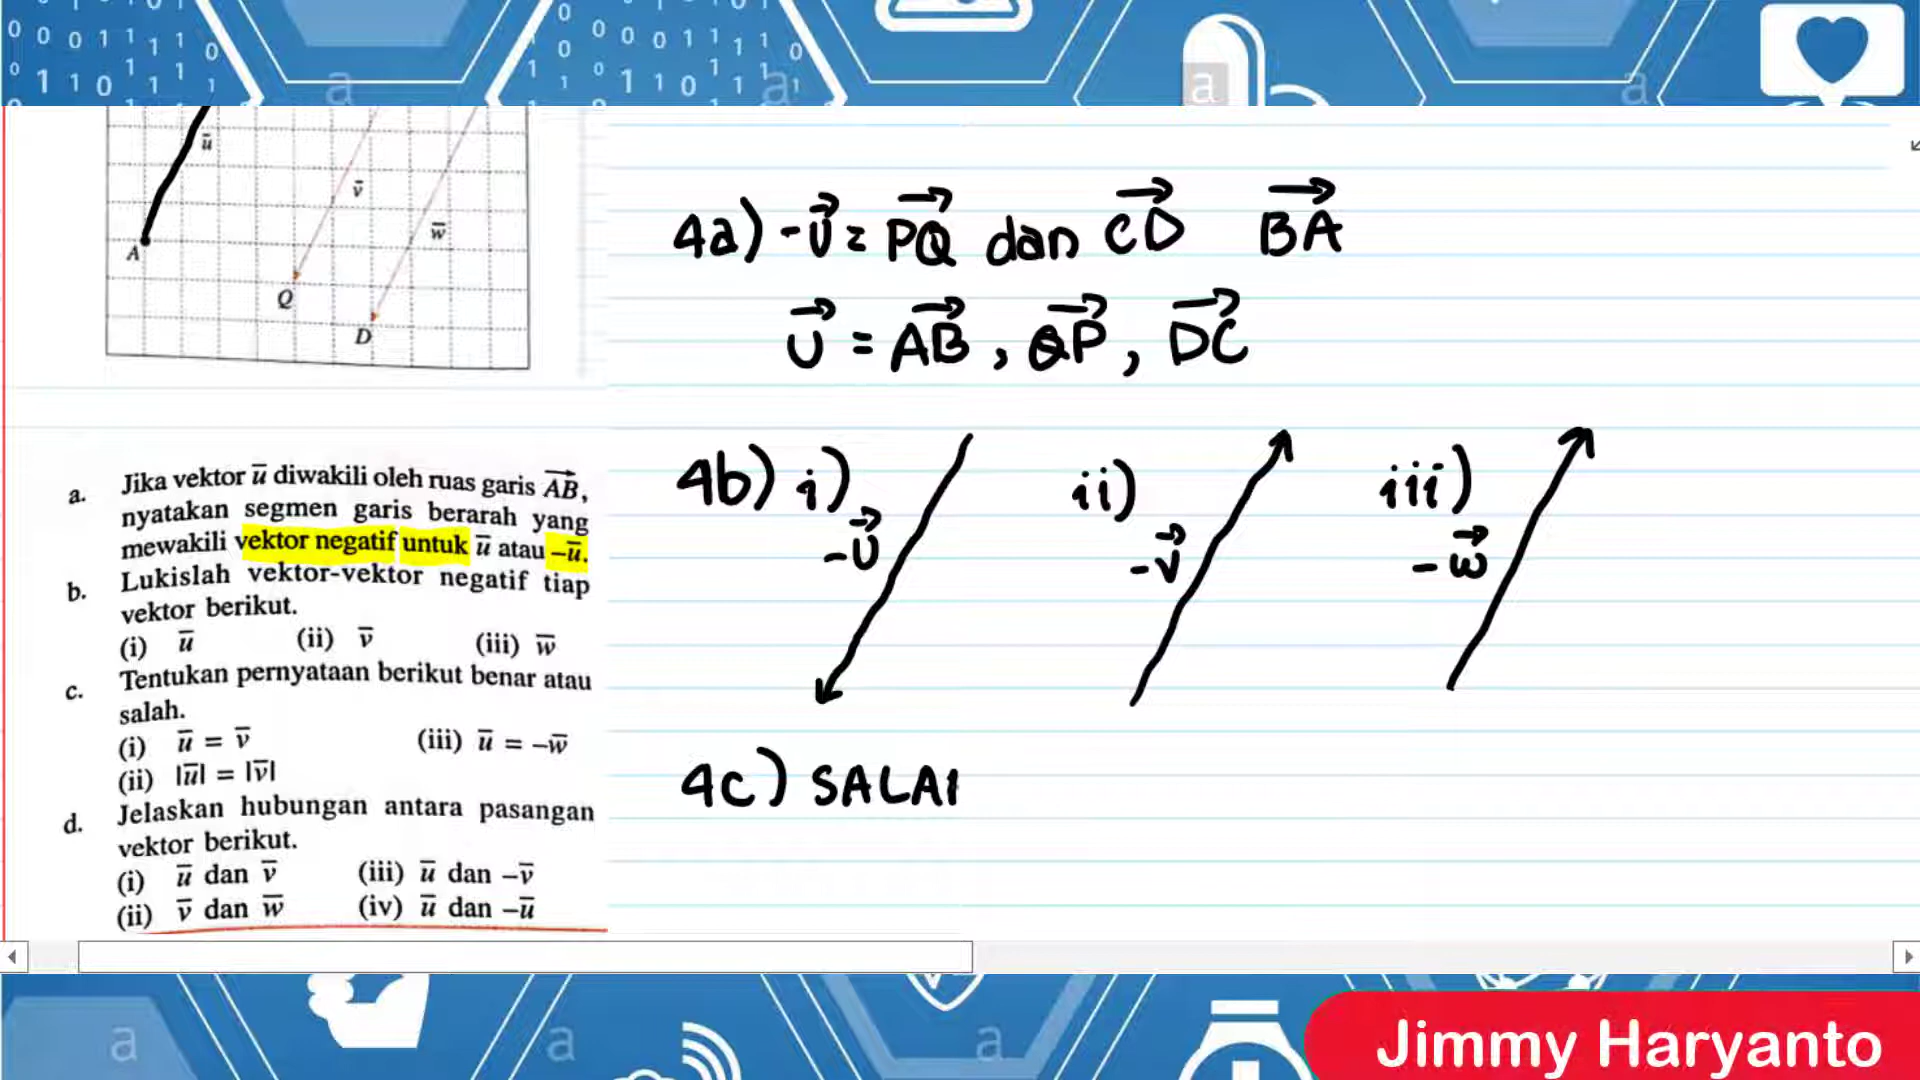 ū
v̄
w̄
A
Q
D
a. Jika vektor ū diwakili oleh ruas garis A͞B⃗,
nyatakan segmen garis berarah yang
mewakili vektor negatif untuk ū atau –ū.
b. Lukislah vektor-vektor negatif tiap
vektor berikut.
(i) ū (ii) v̄ (iii) w̄
c. Tentukan pernyataan berikut benar atau
salah.
(i) ū = v̄ (iii) ū = –w̄
(ii) |ū| = |v̄|
d. Jelaskan hubungan antara pasangan
vektor berikut.
(i) ū dan v̄ (iii) ū dan –v̄
(ii) v̄ dan w̄ (iv) ū dan –ū
4a) -U⃗ = PQ⃗ dan CD⃗ BA⃗
U⃗ = AB⃗, QP⃗, DC⃗
4b) i) ii) iii)
-U⃗ -V⃗ -w⃗
4c) SALA
Jimmy Haryanto